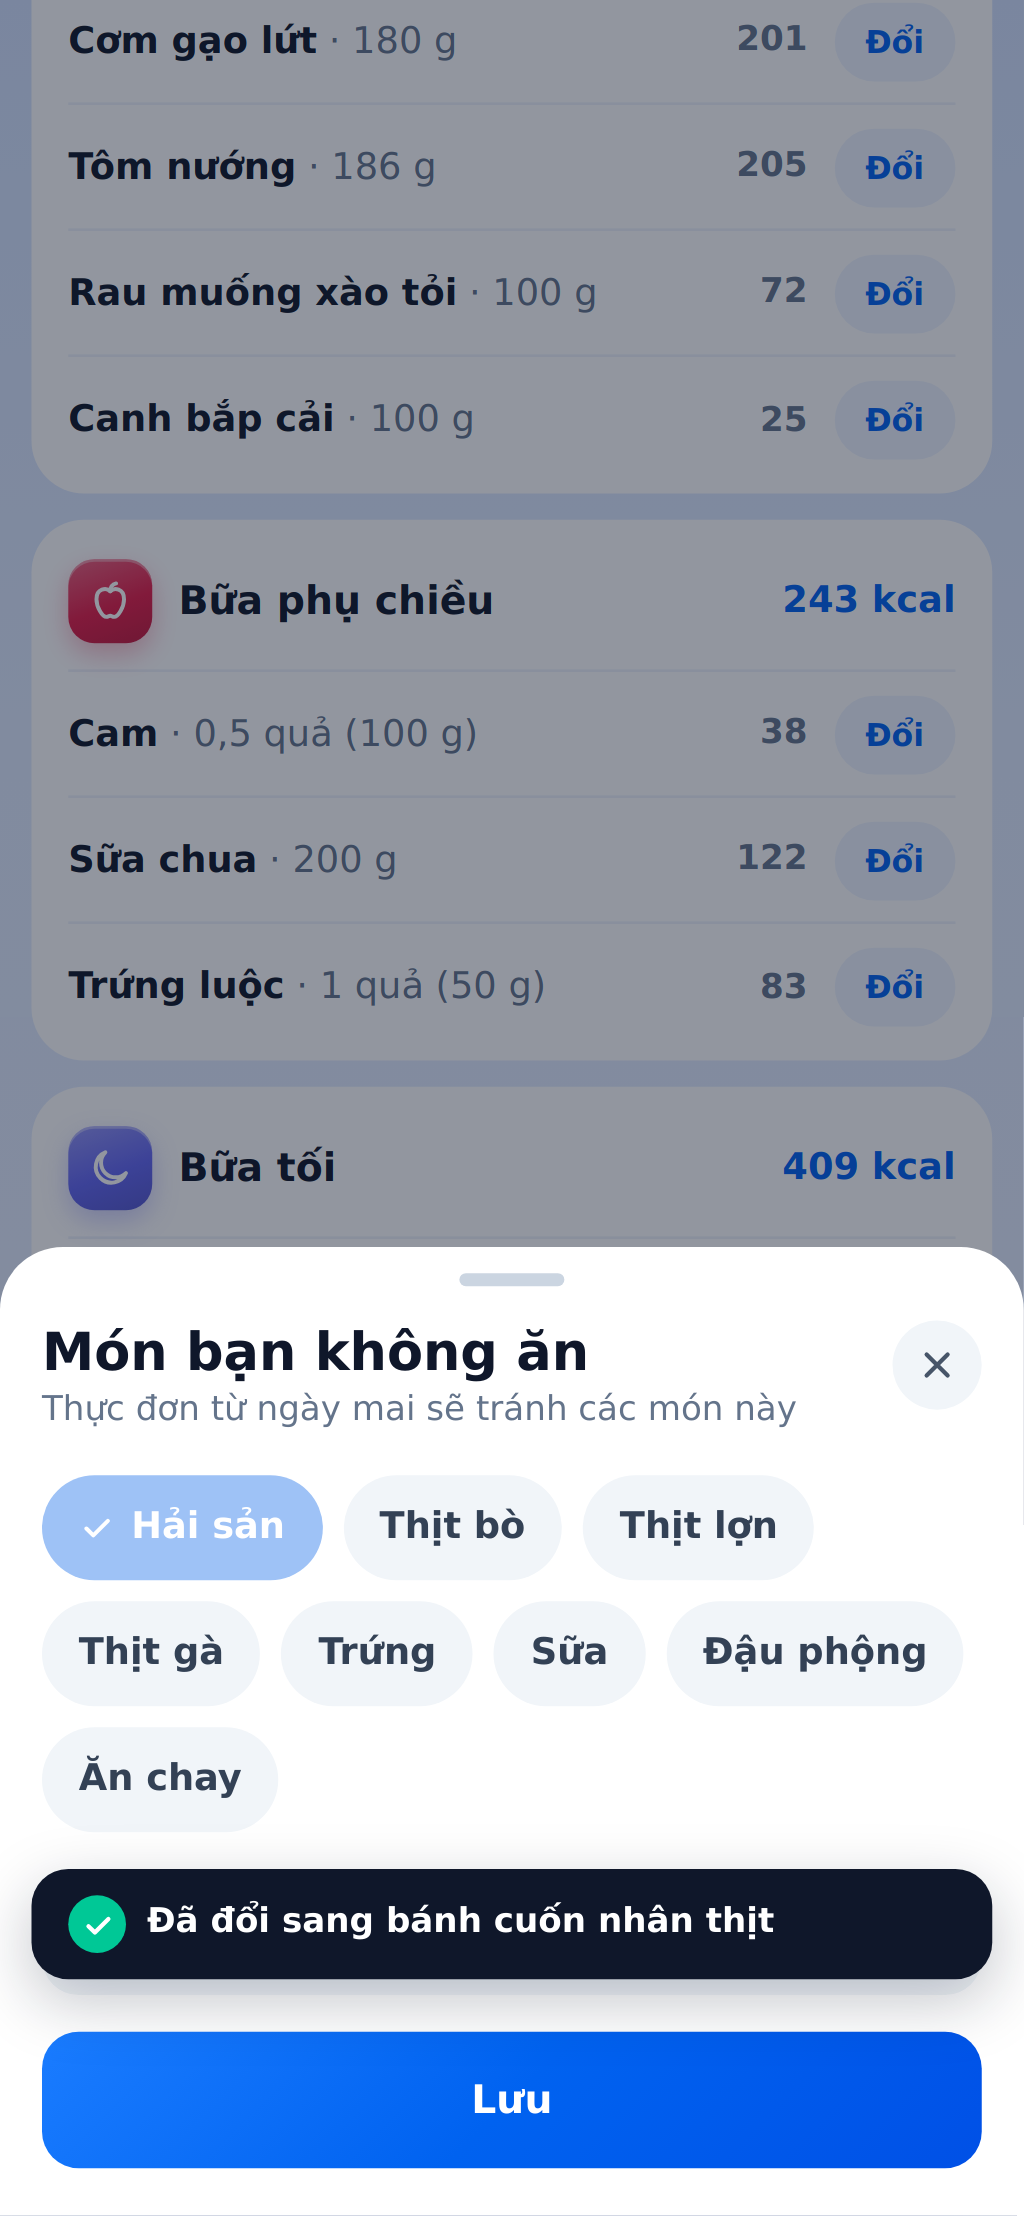 Cơm gạo lứt · 180 g 201 Đổi
Tôm nướng · 186 g 205 Đổi
Rau muống xào tỏi · 100 g 72 Đổi
Canh bắp cải · 100 g 25 Đổi
Bữa phụ chiều 243 kcal
Cam · 0,5 quả (100 g) 38 Đổi
Sữa chua · 200 g 122 Đổi
Trứng luộc · 1 quả (50 g) 83 Đổi
Bữa tối 409 kcal
Món bạn không ăn
Thực đơn từ ngày mai sẽ tránh các món này
Hải sản Thịt bò Thịt lợn
Thịt gà Trứng Sữa Đậu phộng
Ăn chay
Đã đổi sang bánh cuốn nhân thịt
Lưu